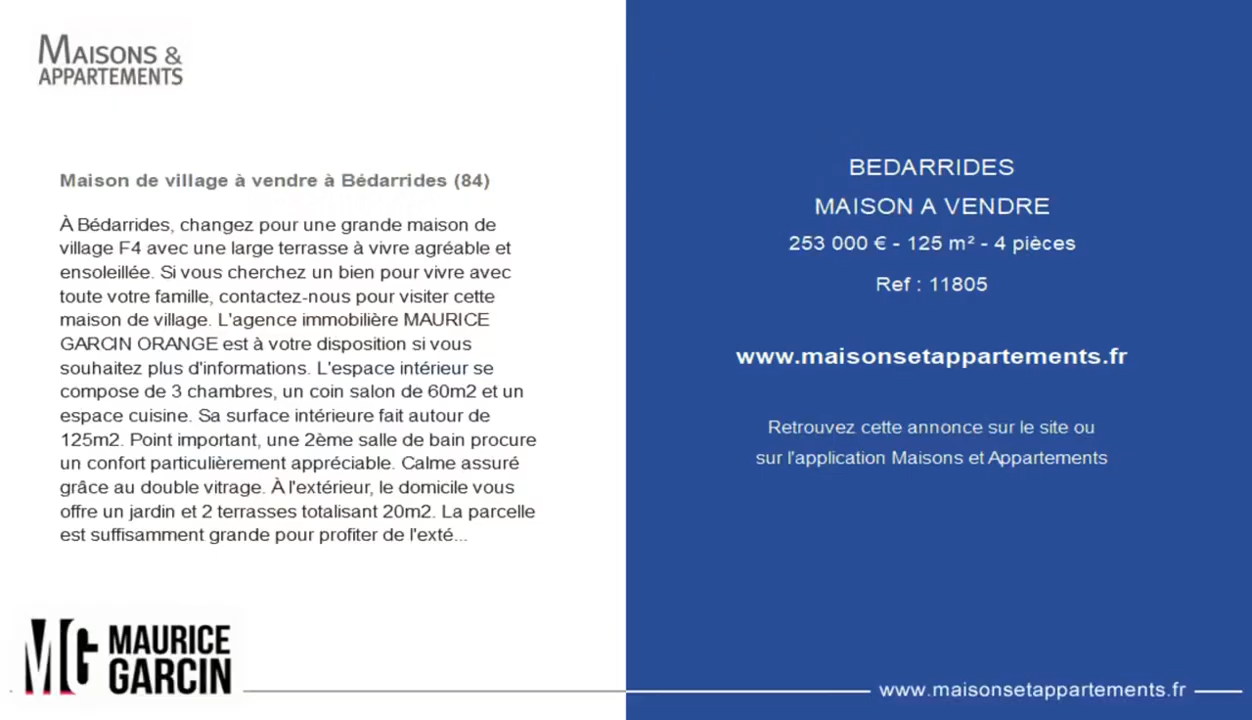 MAISONS &
APPARTEMENTS
Maison de village à vendre à Bédarrides (84)
À Bédarrides, changez pour une grande maison de
village F4 avec une large terrasse à vivre agréable et
ensoleillée. Si vous cherchez un bien pour vivre avec
toute votre famille, contactez-nous pour visiter cette
maison de village. L'agence immobilière MAURICE
GARCIN ORANGE est à votre disposition si vous
souhaitez plus d'informations. L'espace intérieur se
compose de 3 chambres, un coin salon de 60m2 et un
espace cuisine. Sa surface intérieure fait autour de
125m2. Point important, une 2ème salle de bain procure
un confort particulièrement appréciable. Calme assuré
grâce au double vitrage. À l'extérieur, le domicile vous
offre un jardin et 2 terrasses totalisant 20m2. La parcelle
est suffisamment grande pour profiter de l'exté...
MG MAURICE
GARCIN
BEDARRIDES
MAISON A VENDRE
253 000 € - 125 m² - 4 pièces
Ref : 11805
www.maisonsetappartements.fr
Retrouvez cette annonce sur le site ou
sur l'application Maisons et Appartements
www.maisonsetappartements.fr